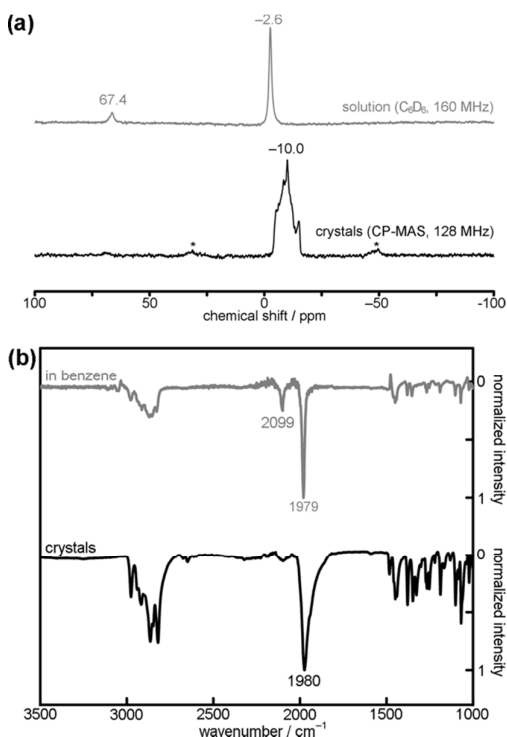 (a)
–2.6
67.4
solution (C₆D₆, 160 MHz)
–10.0
crystals (CP-MAS, 128 MHz)
*
*
100
50
0
-50
-100
chemical shift / ppm
(b)
in benzene
0
2099
1979
1
normalized intensity
crystals
0
1980
1
normalized intensity
3500
3000
2500
2000
1500
1000
wavenumber / cm⁻¹